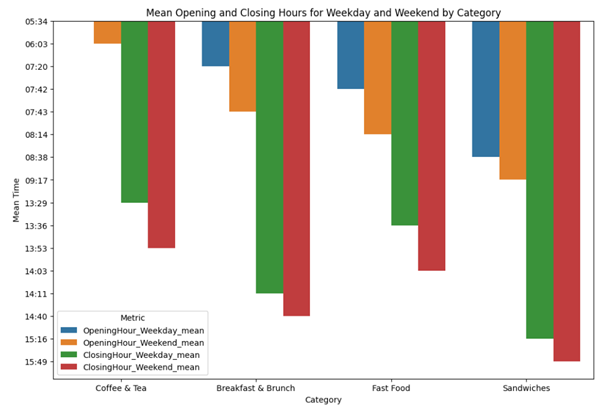 Mean Opening and Closing Hours for Weekday and Weekend by Category
Mean Time
05:34
06:03
07:20
07:42
07:43
08:14
08:38
09:17
13:29
13:36
13:53
14:03
14:11
14:40
15:16
15:49
Metric
OpeningHour_Weekday_mean
OpeningHour_Weekend_mean
ClosingHour_Weekday_mean
ClosingHour_Weekend_mean
Coffee & Tea
Breakfast & Brunch
Fast Food
Sandwiches
Category